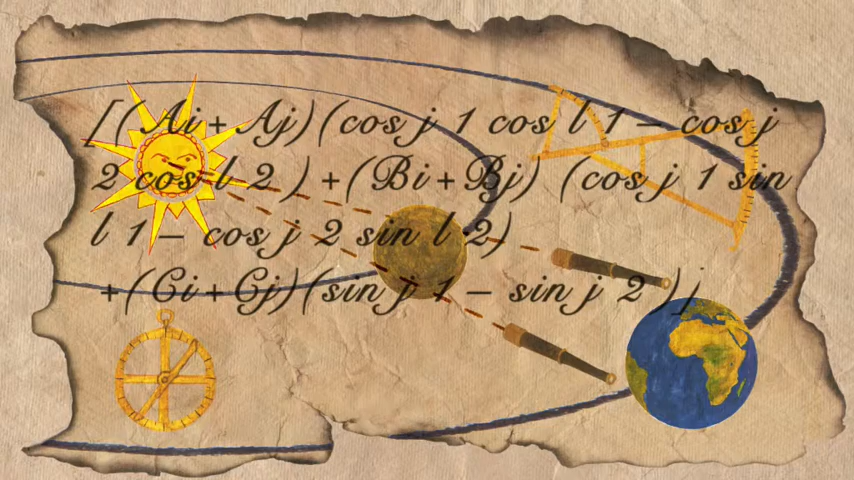 [(Ai + Aj)(cos j 1 cos l 1 – cos j
2 cos l 2 ) +(Bi + Bj) (cos j 1 sin
l 1 – cos j 2 sin l 2)
+(Ci + Cj)(sin j 1 – sin j 2 )]